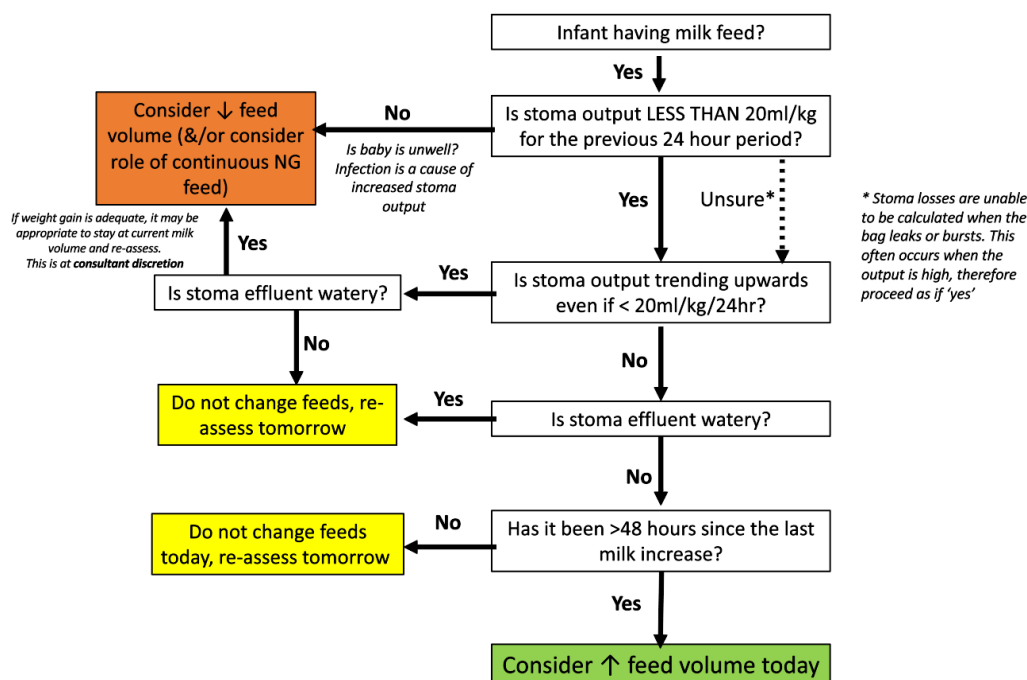 Infant having milk feed?
Yes
Is stoma output LESS THAN 20ml/kg
for the previous 24 hour period?
No
Is baby is unwell?
Infection is a cause of
increased stoma
output
Consider ↓ feed
volume (&/or consider
role of continuous NG
feed)
Yes
Unsure*
* Stoma losses are unable
to be calculated when the
bag leaks or bursts. This
often occurs when the
output is high, therefore
proceed as if ‘yes’
If weight gain is adequate, it may be
appropriate to stay at current milk
volume and re-assess.
This is at consultant discretion
Yes
Is stoma output trending upwards
even if < 20ml/kg/24hr?
Yes
Is stoma effluent watery?
No
No
Do not change feeds, re-
assess tomorrow
Yes
Is stoma effluent watery?
No
Has it been >48 hours since the last
milk increase?
No
Do not change feeds
today, re-assess tomorrow
Yes
Consider ↑ feed volume today